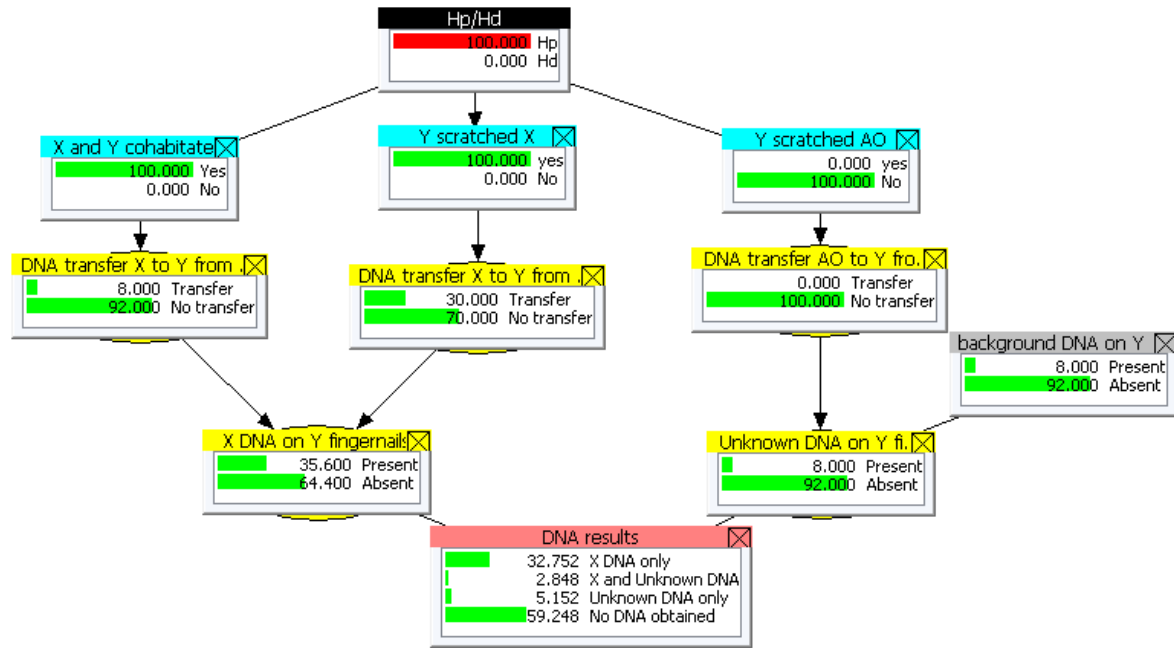 Hp/Hd
100.000 Hp
0.000 Hd
X and Y cohabitate
100.000 Yes
0.000 No
Y scratched X
100.000 yes
0.000 No
Y scratched AO
0.000 yes
100.000 No
DNA transfer X to Y from .
8.000 Transfer
92.000 No transfer
DNA transfer X to Y from .
30.000 Transfer
70.000 No transfer
DNA transfer AO to Y fro..
0.000 Transfer
100.000 No transfer
background DNA on Y
8.000 Present
92.000 Absent
X DNA on Y fingernails
35.600 Present
64.400 Absent
Unknown DNA on Y fi..
8.000 Present
92.000 Absent
DNA results
32.752 X DNA only
2.848 X and Unknown DNA
5.152 Unknown DNA only
59.248 No DNA obtained